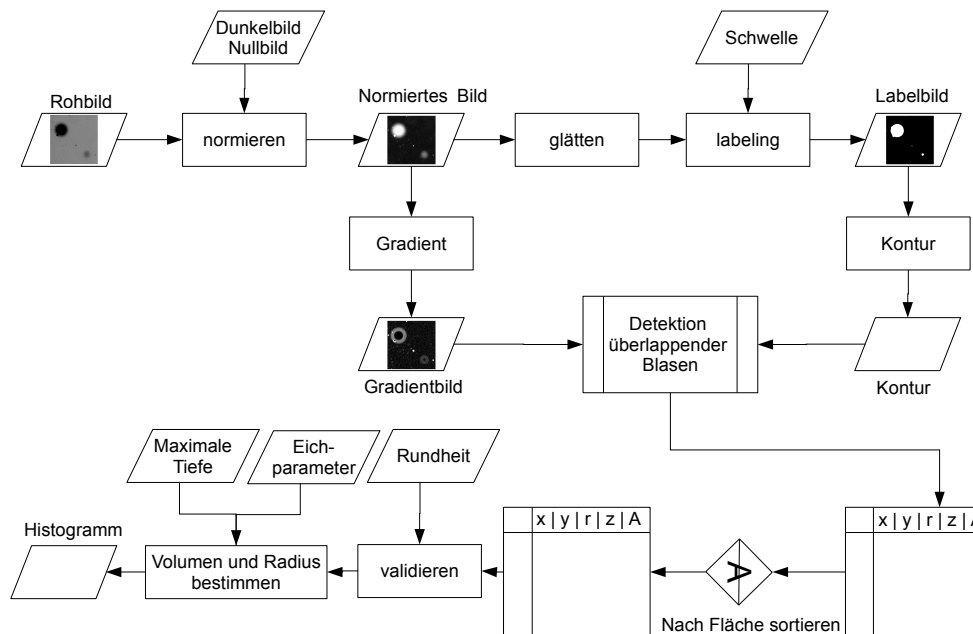 Dunkelbild
Nullbild
Schwelle
Rohbild
Normiertes Bild
Labelbild
normieren
glätten
labeling
Gradient
Kontur
Detektion
überlappender
Blasen
Gradientbild
Kontur
Maximale
Tiefe
Eich-
parameter
Rundheit
x | y | r | z | A
x | y | r | z | A
Histogramm
Volumen und Radius
bestimmen
validieren
A
Nach Fläche sortieren